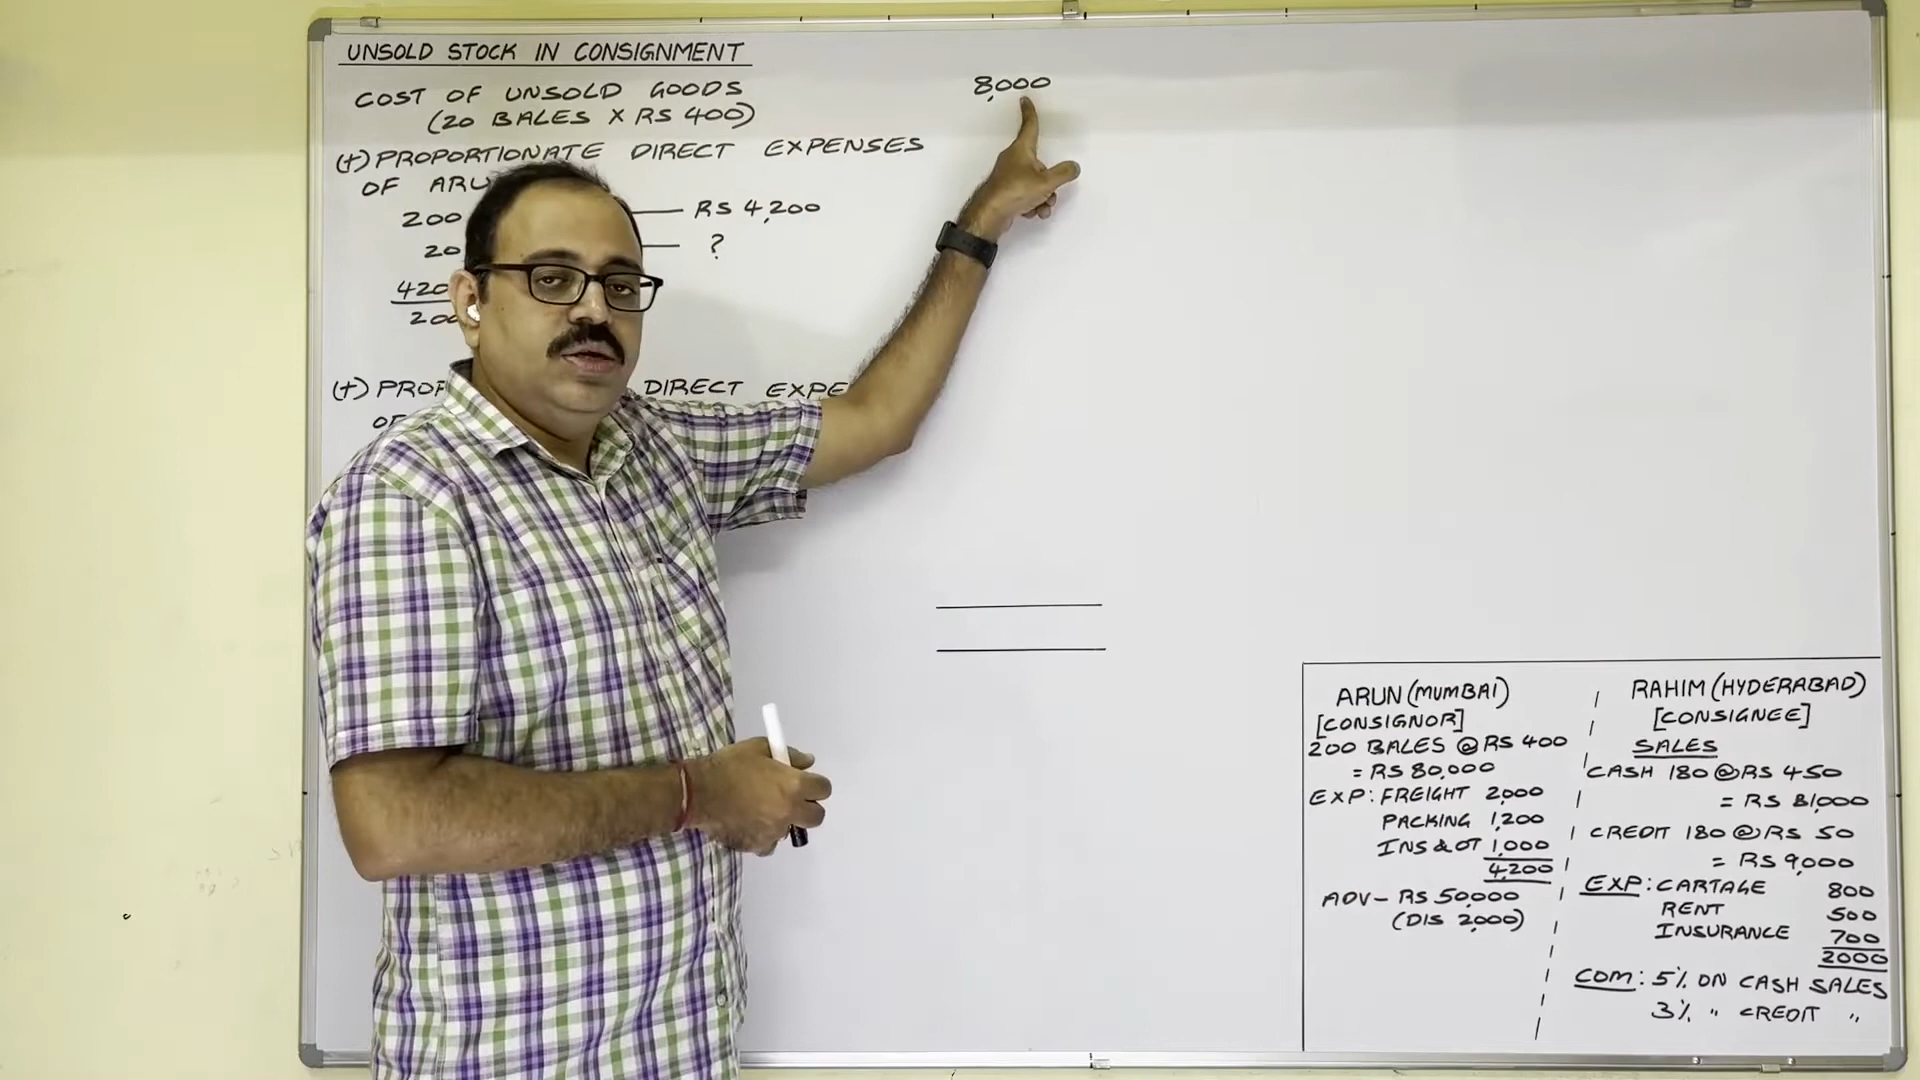 UNSOLD STOCK IN CONSIGNMENT
COST OF UNSOLD GOODS 8,000
(20 BALES X RS 400)
(+) PROPORTIONATE DIRECT EXPENSES
OF
200 RS 4,200
20 ?
200
(+) DIRECT
ARUN (MUMBAI)
[CONSIGNOR]
200 BALES @ RS 400
= RS 80,000
EXP: FREIGHT 2,000
PACKING 1,200
INS & OT 1,000
4,200
ADV - RS 50,000
(DIS 2,000)
RAHIM (HYDERABAD)
[CONSIGNEE]
SALES
CASH 180 @ RS 450
= RS 81,000
CREDIT 180 @ RS 50
= RS 9,000
EXP: CARTAGE 800
RENT 500
INSURANCE 700
2000
COM: 5% ON CASH SALES
3% " CREDIT "